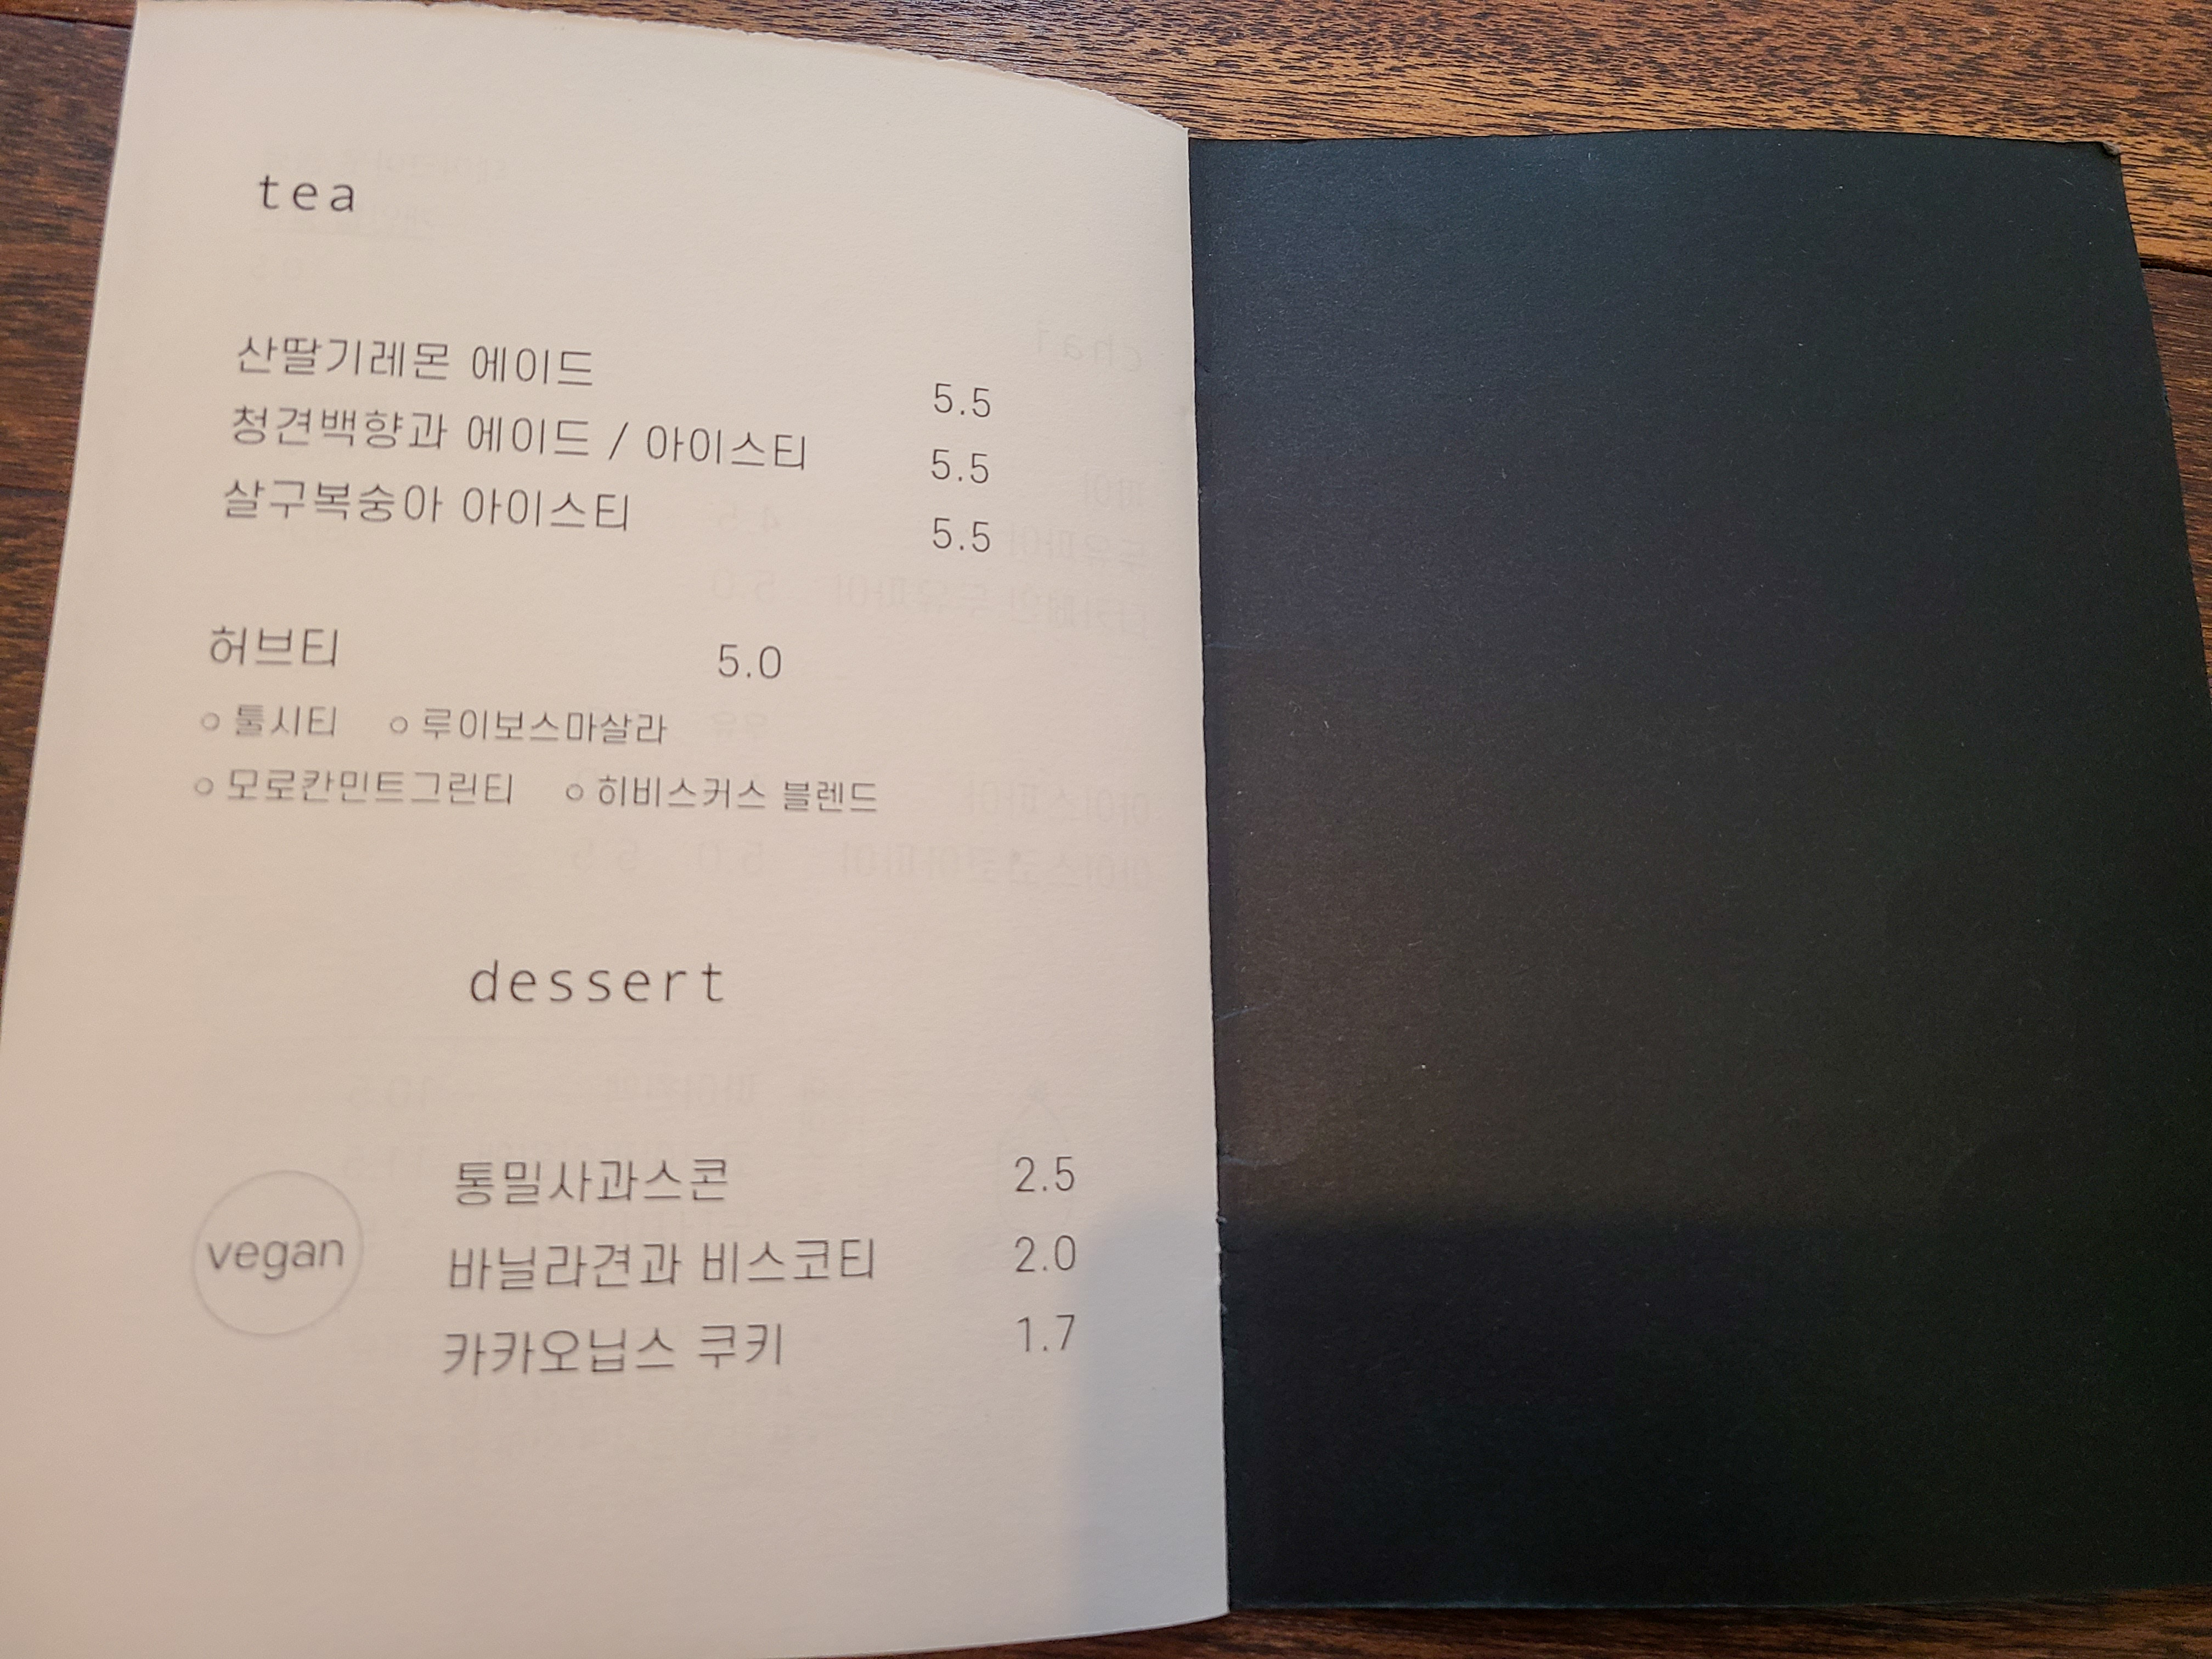 tea
산딸기레몬 에이드 5.5
청견백향과 에이드 / 아이스티 5.5
살구복숭아 아이스티 5.5
허브티 5.0
○ 툴시티 ○ 루이보스마살라
○ 모로칸민트그린티 ○ 히비스커스 블렌드
dessert
vegan
통밀사과스콘 2.5
바닐라견과 비스코티 2.0
카카오닙스 쿠키 1.7